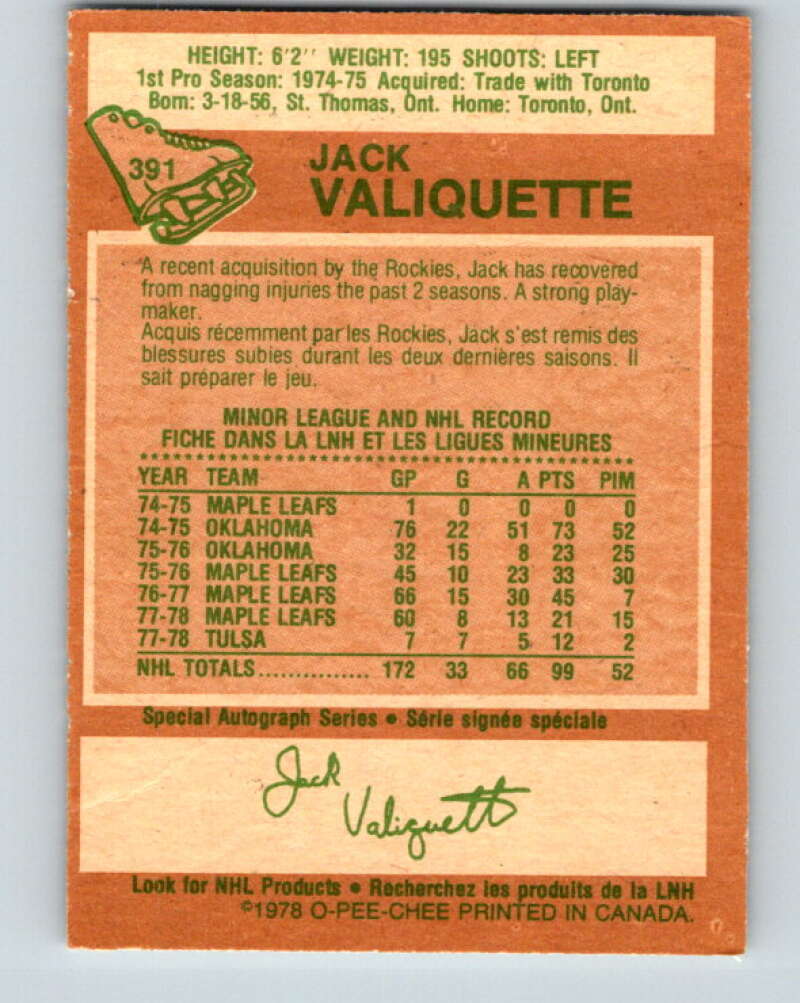 HEIGHT: 6'2'' WEIGHT: 195 SHOOTS: LEFT
1st Pro Season: 1974-75 Acquired: Trade with Toronto
Born: 3-18-56, St. Thomas, Ont. Home: Toronto, Ont.
391
JACK
VALIQUETTE
A recent acquisition by the Rockies, Jack has recovered
from nagging injuries the past 2 seasons. A strong play-
maker.
Acquis récemment par les Rockies, Jack s'est remis des
blessures subies durant les deux dernières saisons. Il
sait préparer le jeu.
MINOR LEAGUE AND NHL RECORD
FICHE DANS LA LNH ET LES LIGUES MINEURES
YEAR TEAM GP G A PTS PIM
74-75 MAPLE LEAFS 1 0 0 0 0
74-75 OKLAHOMA 76 22 51 73 52
75-76 OKLAHOMA 32 15 8 23 25
75-76 MAPLE LEAFS 45 10 23 33 30
76-77 MAPLE LEAFS 66 15 30 45 7
77-78 MAPLE LEAFS 60 8 13 21 15
77-78 TULSA 7 7 5 12 2
NHL TOTALS................ 172 33 66 99 52
Special Autograph Series • Série signée spéciale
Jack
Valiquett
Look for NHL Products • Recherchez les produits de la LNH
©1978 O-PEE-CHEE PRINTED IN CANADA.